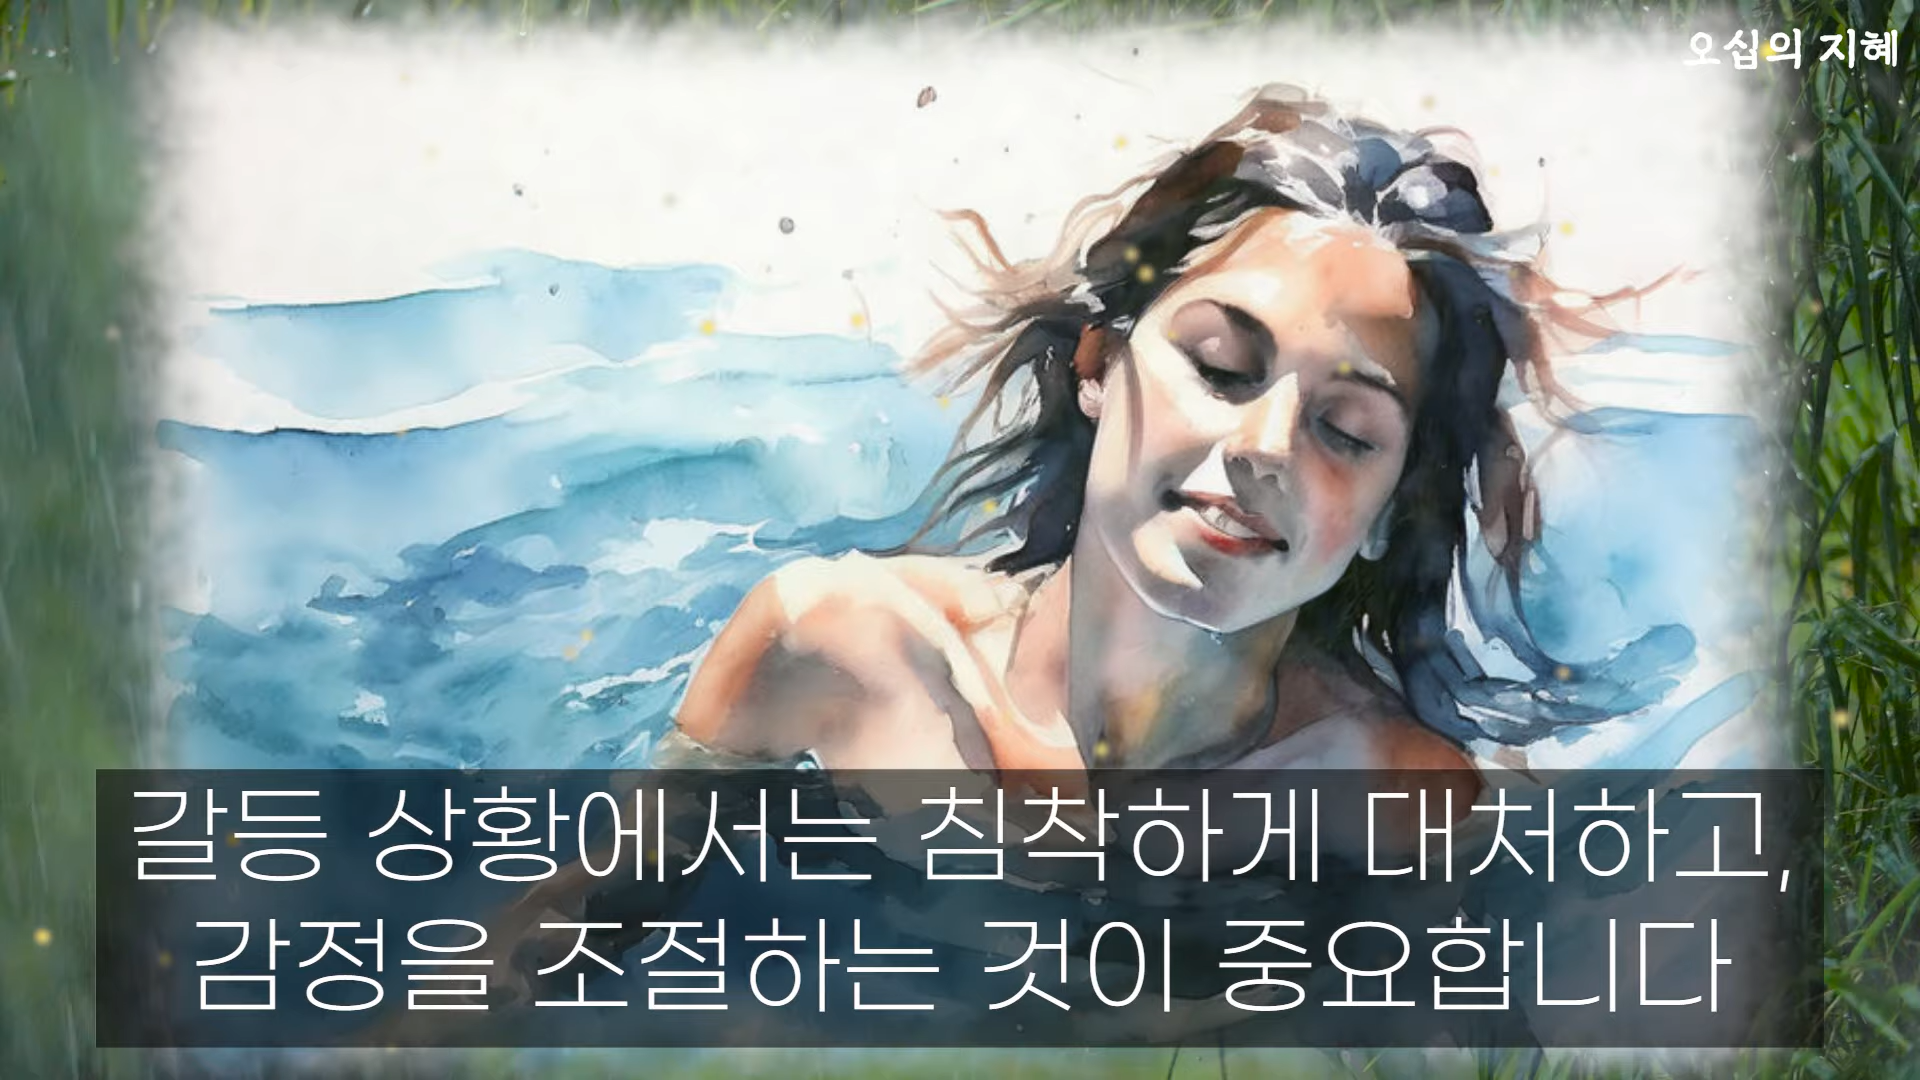 오십의 지혜
갈등 상황에서는 침착하게 대처하고,
감정을 조절하는 것이 중요합니다